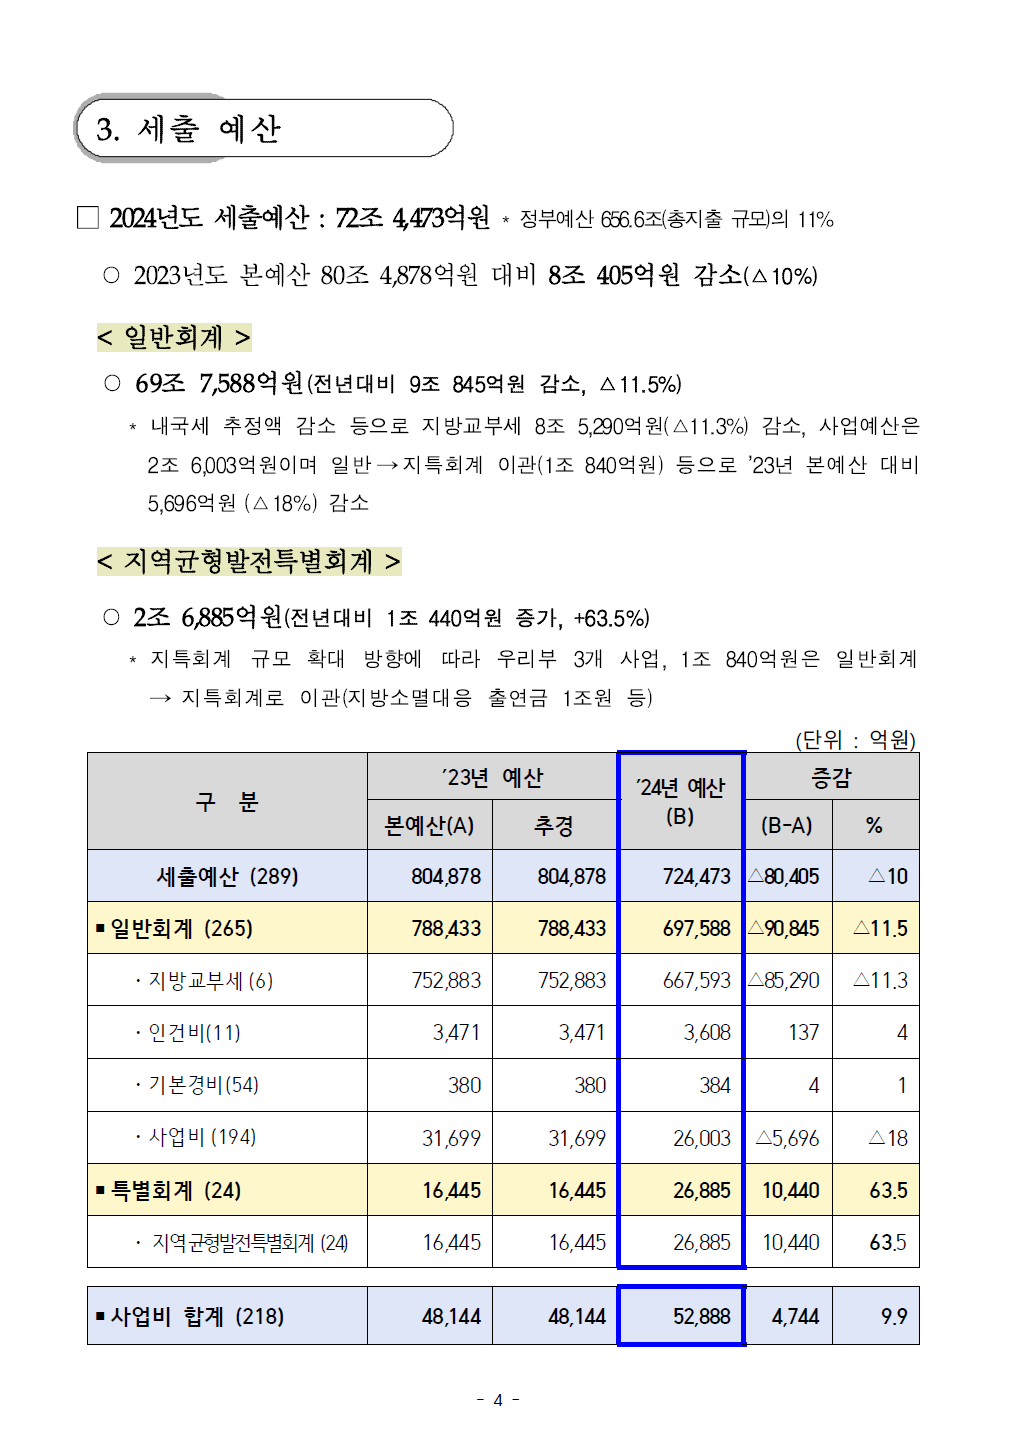 3. 세출 예산
□ 2024년도 세출예산 : 72조 4,473억원 * 정부예산 656.6조(총지출 규모)의 11%
○ 2023년도 본예산 80조 4,878억원 대비 8조 405억원 감소(△10%)
< 일반회계 >
○ 69조 7,588억원(전년대비 9조 845억원 감소, △11.5%)
* 내국세 추정액 감소 등으로 지방교부세 8조 5,290억원(△11.3%) 감소, 사업예산은
2조 6,003억원이며 일반→지특회계 이관(1조 840억원) 등으로 ’23년 본예산 대비
5,696억원 (△18%) 감소
< 지역균형발전특별회계 >
○ 2조 6,885억원(전년대비 1조 440억원 증가, +63.5%)
* 지특회계 규모 확대 방향에 따라 우리부 3개 사업, 1조 840억원은 일반회계
→ 지특회계로 이관(지방소멸대응 출연금 1조원 등)
(단위 : 억원)
구 분 ’23년 예산 ’24년 예산 (B) 증감
본예산(A) 추경 (B-A) %
세출예산 (289) 804,878 804,878 724,473 △80,405 △10
■ 일반회계 (265) 788,433 788,433 697,588 △90,845 △11.5
· 지방교부세 (6) 752,883 752,883 667,593 △85,290 △11.3
· 인건비(11) 3,471 3,471 3,608 137 4
· 기본경비(54) 380 380 384 4 1
· 사업비 (194) 31,699 31,699 26,003 △5,696 △18
■ 특별회계 (24) 16,445 16,445 26,885 10,440 63.5
· 지역균형발전특별회계 (24) 16,445 16,445 26,885 10,440 63.5
■ 사업비 합계 (218) 48,144 48,144 52,888 4,744 9.9
- 4 -